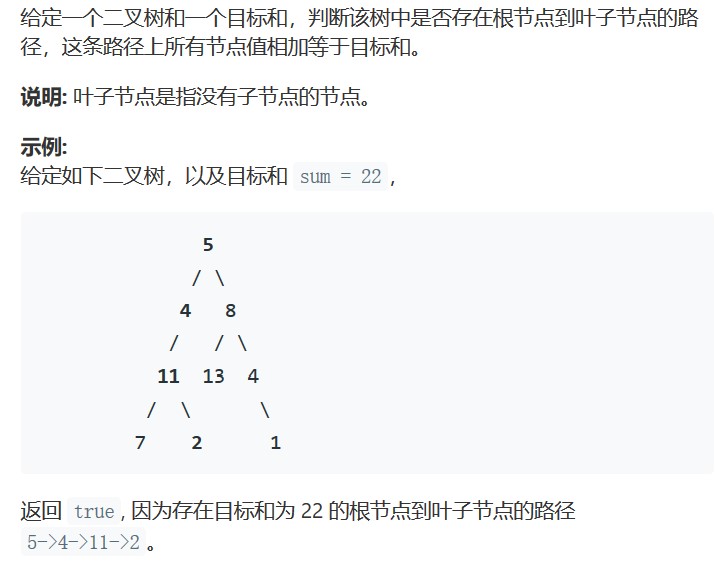 给定一个二叉树和一个目标和，判断该树中是否存在根节点到叶子节点的路
径，这条路径上所有节点值相加等于目标和。
说明: 叶子节点是指没有子节点的节点。
示例:
给定如下二叉树，以及目标和 sum = 22，
5
/ \
4 8
/ / \
11 13 4
/ \ \
7 2 1
返回 true, 因为存在目标和为 22 的根节点到叶子节点的路径
5->4->11->2。